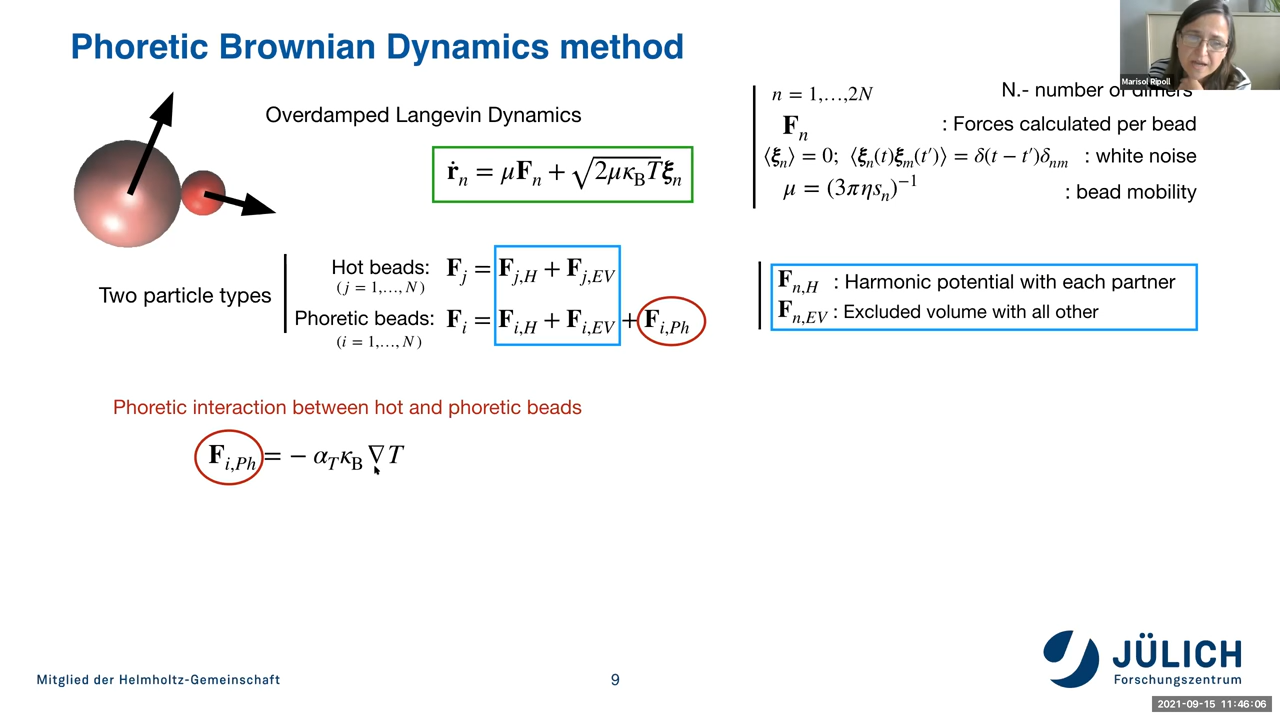 Phoretic Brownian Dynamics method
Marisol Ripoll
Overdamped Langevin Dynamics
ṙₙ = μFₙ + √(2μκ_BT)ξₙ
n = 1,…,2N N.- number of dimers
Fₙ : Forces calculated per bead
⟨ξₙ⟩ = 0; ⟨ξₙ(t)ξₘ(t′)⟩ = δ(t − t′)δₙₘ : white noise
μ = (3πηsₙ)⁻¹ : bead mobility
Two particle types
Hot beads: F_j = F_{j,H} + F_{j,EV}
(j = 1,…,N)
Phoretic beads: F_i = F_{i,H} + F_{i,EV} + F_{i,Ph}
(i = 1,…,N)
F_{n,H} : Harmonic potential with each partner
F_{n,EV} : Excluded volume with all other
Phoretic interaction between hot and phoretic beads
F_{i,Ph} = − α_T κ_B ∇T
Mitglied der Helmholtz-Gemeinschaft
9
JÜLICH
Forschungszentrum
2021-09-15 11:46:06